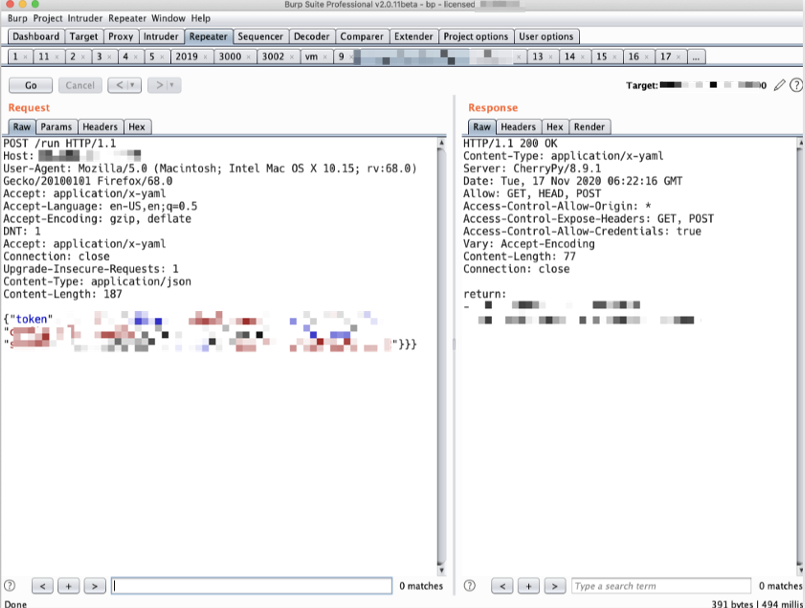 Burp Suite Professional v2.0.11beta - bp - licensed
Burp Project Intruder Repeater Window Help
Dashboard Target Proxy Intruder Repeater Sequencer Decoder Comparer Extender Project options User options
1 × 11 × 2 × 3 × 4 × 5 × 2019 × 3000 × 3002 × vm × 9 × 13 × 14 × 15 × 16 × 17 × ...
Go Cancel < > Target:
Request
Raw Params Headers Hex
POST /run HTTP/1.1
Host:
User-Agent: Mozilla/5.0 (Macintosh; Intel Mac OS X 10.15; rv:68.0)
Gecko/20100101 Firefox/68.0
Accept: application/x-yaml
Accept-Language: en-US,en;q=0.5
Accept-Encoding: gzip, deflate
DNT: 1
Accept: application/x-yaml
Connection: close
Upgrade-Insecure-Requests: 1
Content-Type: application/json
Content-Length: 187
{"token"
"
" "}}}
< + > 0 matches
Response
Raw Headers Hex Render
HTTP/1.1 200 OK
Content-Type: application/x-yaml
Server: CherryPy/8.9.1
Date: Tue, 17 Nov 2020 06:22:16 GMT
Allow: GET, HEAD, POST
Access-Control-Allow-Origin: *
Access-Control-Expose-Headers: GET, POST
Access-Control-Allow-Credentials: true
Vary: Accept-Encoding
Content-Length: 77
Connection: close
return:
-
? < + > Type a search term 0 matches
Done 391 bytes | 494 millis